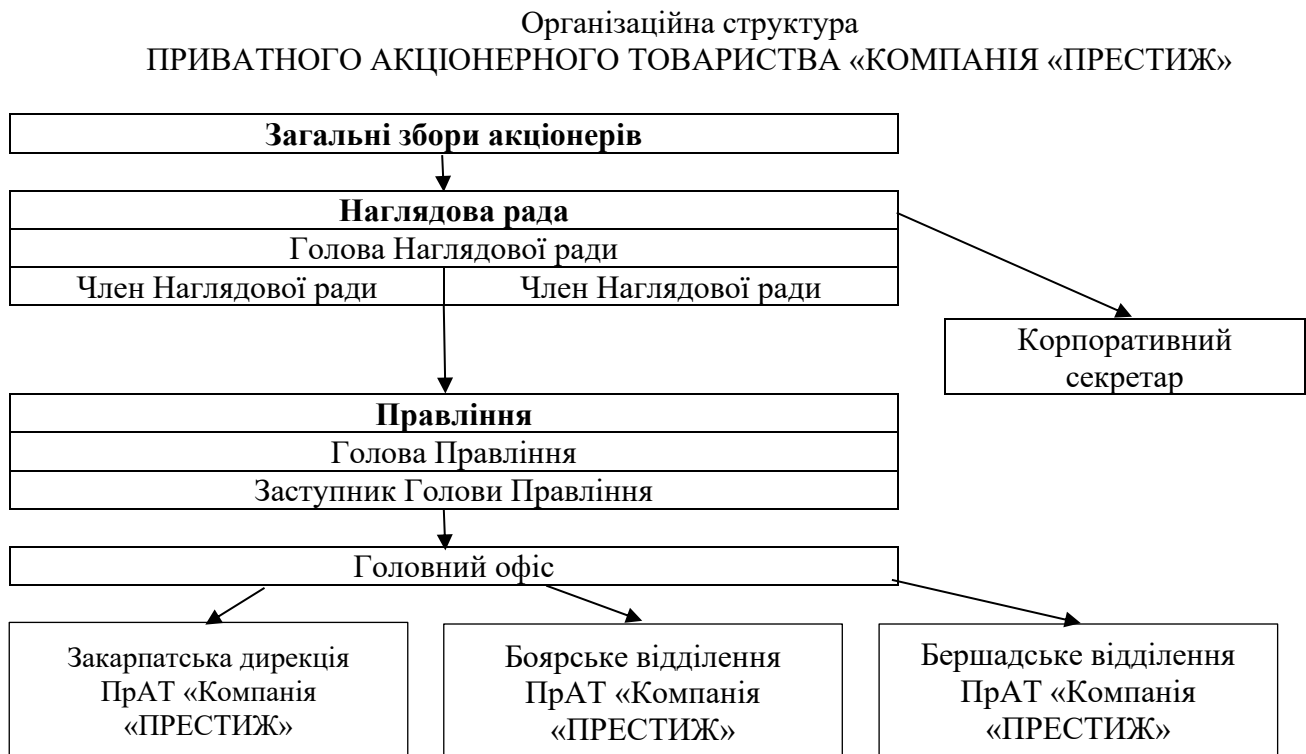 Організаційна структура
ПРИВАТНОГО АКЦІОНЕРНОГО ТОВАРИСТВА «КОМПАНІЯ «ПРЕСТИЖ»
Загальні збори акціонерів
Наглядова рада
Голова Наглядової ради
Член Наглядової ради
Член Наглядової ради
Корпоративний
секретар
Правління
Голова Правління
Заступник Голови Правління
Головний офіс
Закарпатська дирекція
ПрАТ «Компанія
«ПРЕСТИЖ»
Боярське відділення
ПрАТ «Компанія
«ПРЕСТИЖ»
Бершадське відділення
ПрАТ «Компанія
«ПРЕСТИЖ»